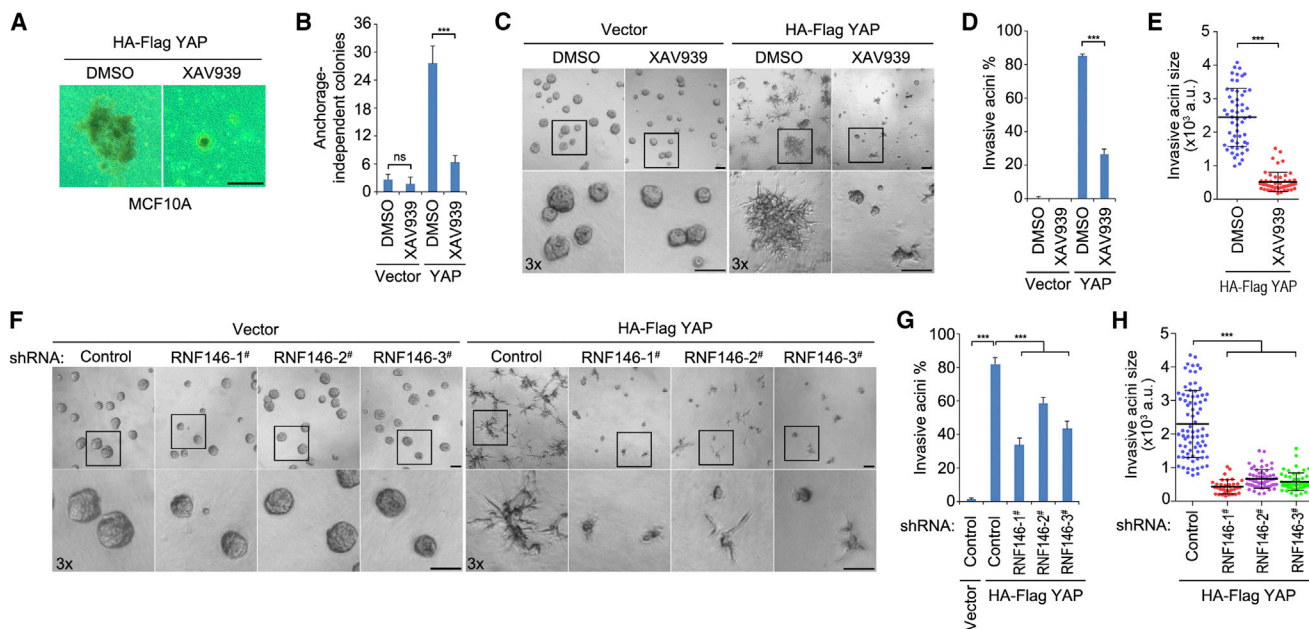 A
HA-Flag YAP
DMSO XAV939
MCF10A
B
Anchorage-
independent colonies
36
30
24
18
12
6
0
ns
***
DMSO
XAV939
DMSO
XAV939
Vector YAP
C
Vector HA-Flag YAP
DMSO XAV939 DMSO XAV939
3x 3x
D
Invasive acini %
100
80
60
40
20
0
***
DMSO
XAV939
DMSO
XAV939
Vector YAP
E
Invasive acini size
(x10³ a.u.)
5
4
3
2
1
0
***
DMSO
XAV939
HA-Flag YAP
F
Vector HA-Flag YAP
shRNA: Control RNF146-1# RNF146-2# RNF146-3# Control RNF146-1# RNF146-2# RNF146-3#
3x 3x
G
Invasive acini %
100
80
60
40
20
0
*** ***
shRNA:
Control
Control
RNF146-1#
RNF146-2#
RNF146-3#
Vector
HA-Flag YAP
H
Invasive acini size
(x10³ a.u.)
5
4
3
2
1
0
***
shRNA:
Control
RNF146-1#
RNF146-2#
RNF146-3#
HA-Flag YAP